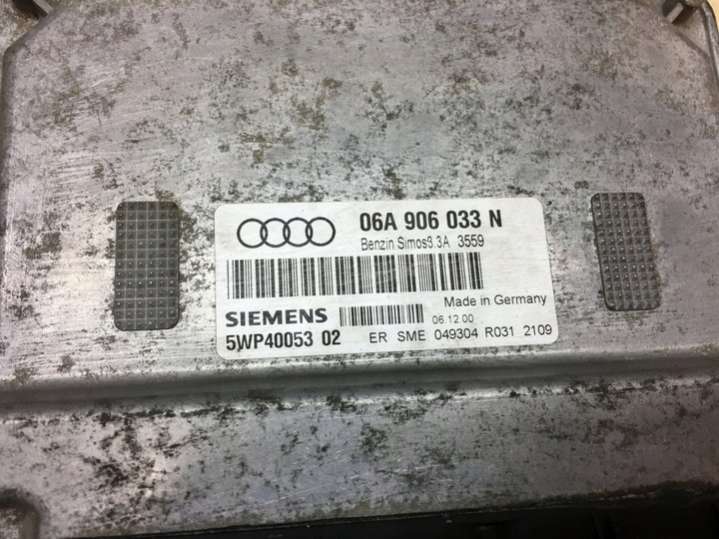 06A 906 033 N
Benzin Simos3.3A 3559
Made in Germany
SIEMENS 06.12.00
5WP40053 02 ER SME 049304 R031 2109